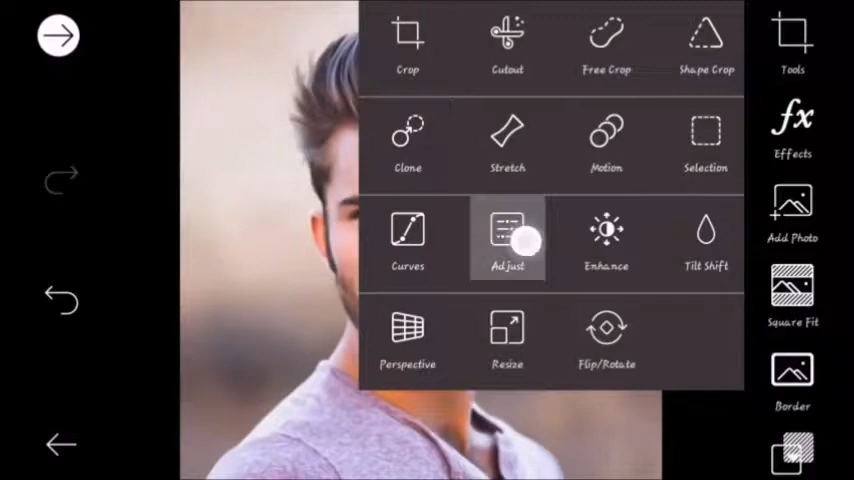 Crop Cutout Free Crop Shape Crop
Clone Stretch Motion Selection
Curves Adjust Enhance Tilt Shift
Perspective Resize Flip/Rotate
Tools
fx
Effects
Add Photo
Square Fit
Border